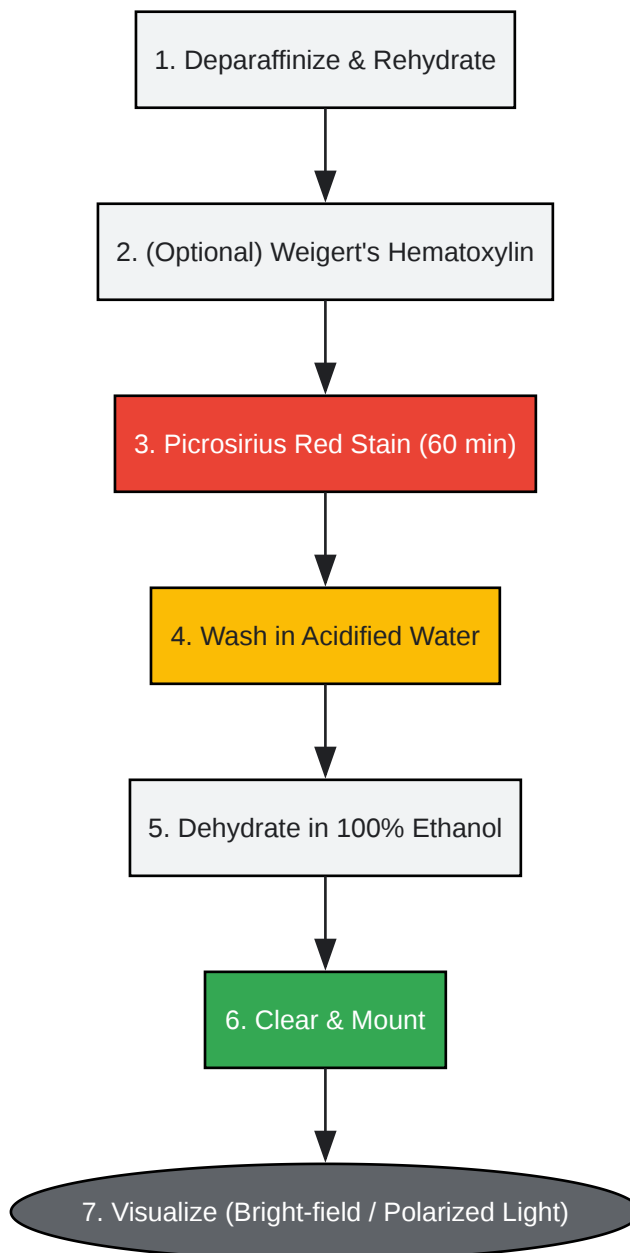 1. Deparaffinize & Rehydrate
2. (Optional) Weigert's Hematoxylin
3. Picrosirius Red Stain (60 min)
4. Wash in Acidified Water
5. Dehydrate in 100% Ethanol
6. Clear & Mount
7. Visualize (Bright-field / Polarized Light)